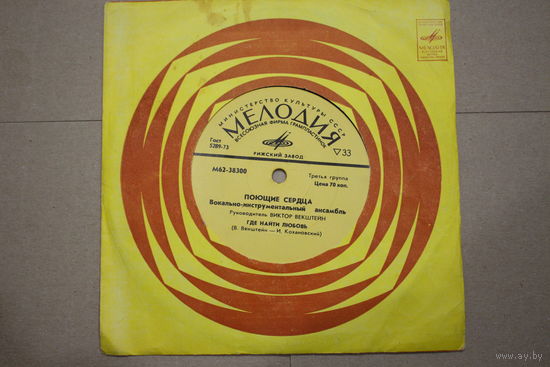 МИНИСТЕРСТВО КУЛЬТУРЫ СССР
МЕЛОДИЯ
ВСЕСОЮЗНАЯ ФИРМА ГРАМПЛАСТИНОК
Гост
5289-73
▽33
РИЖСКИЙ ЗАВОД
М62-38300
Третья группа
Цена 70 коп.
ПОЮЩИЕ СЕРДЦА
Вокально-инструментальный ансамбль
Руководитель ВИКТОР ВЕКШТЕЙН
ГДЕ НАЙТИ ЛЮБОВЬ
(В. Векштейн — И. Кохановский)
МЕЛОДИЯ
www.ay.by